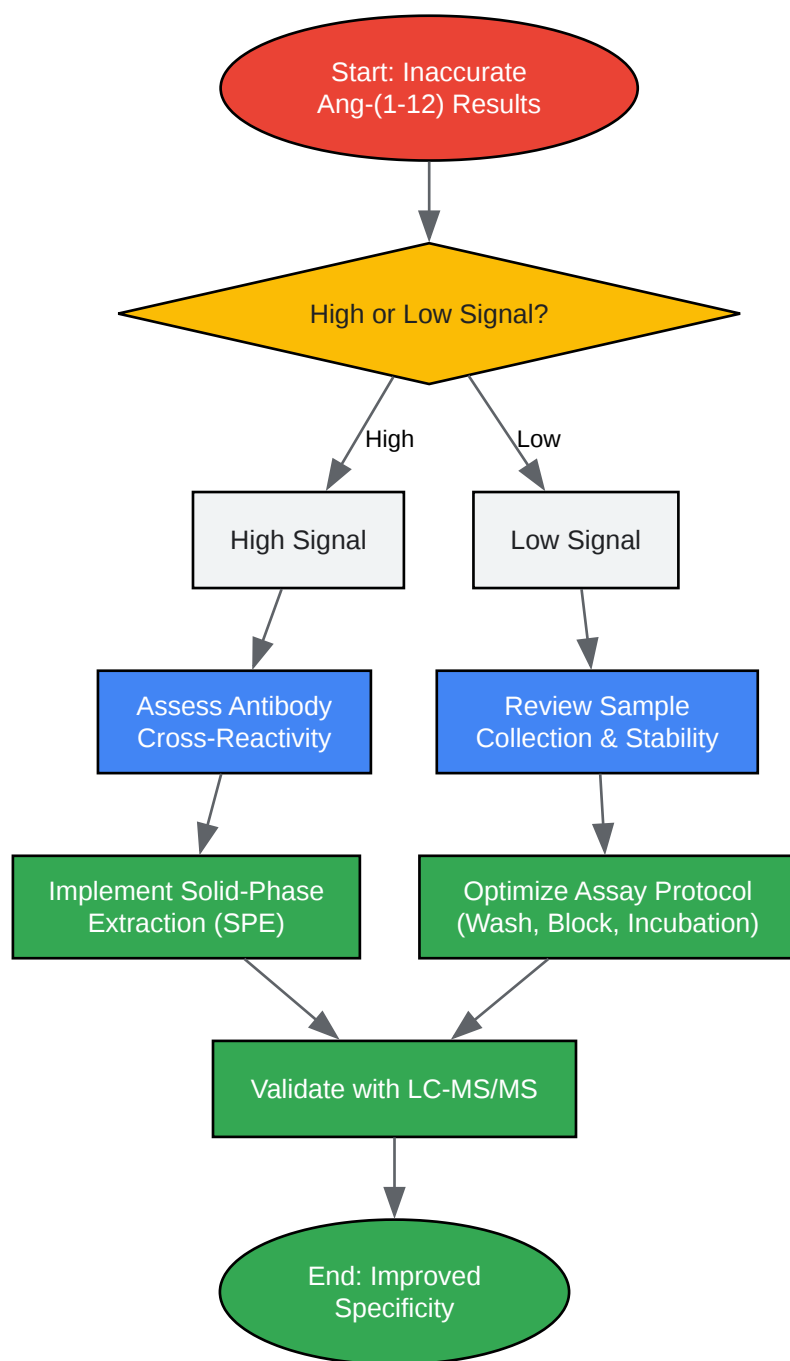 Start: Inaccurate
Ang-(1-12) Results
High or Low Signal?
High
Low
High Signal
Low Signal
Assess Antibody
Cross-Reactivity
Review Sample
Collection & Stability
Implement Solid-Phase
Extraction (SPE)
Optimize Assay Protocol
(Wash, Block, Incubation)
Validate with LC-MS/MS
End: Improved
Specificity